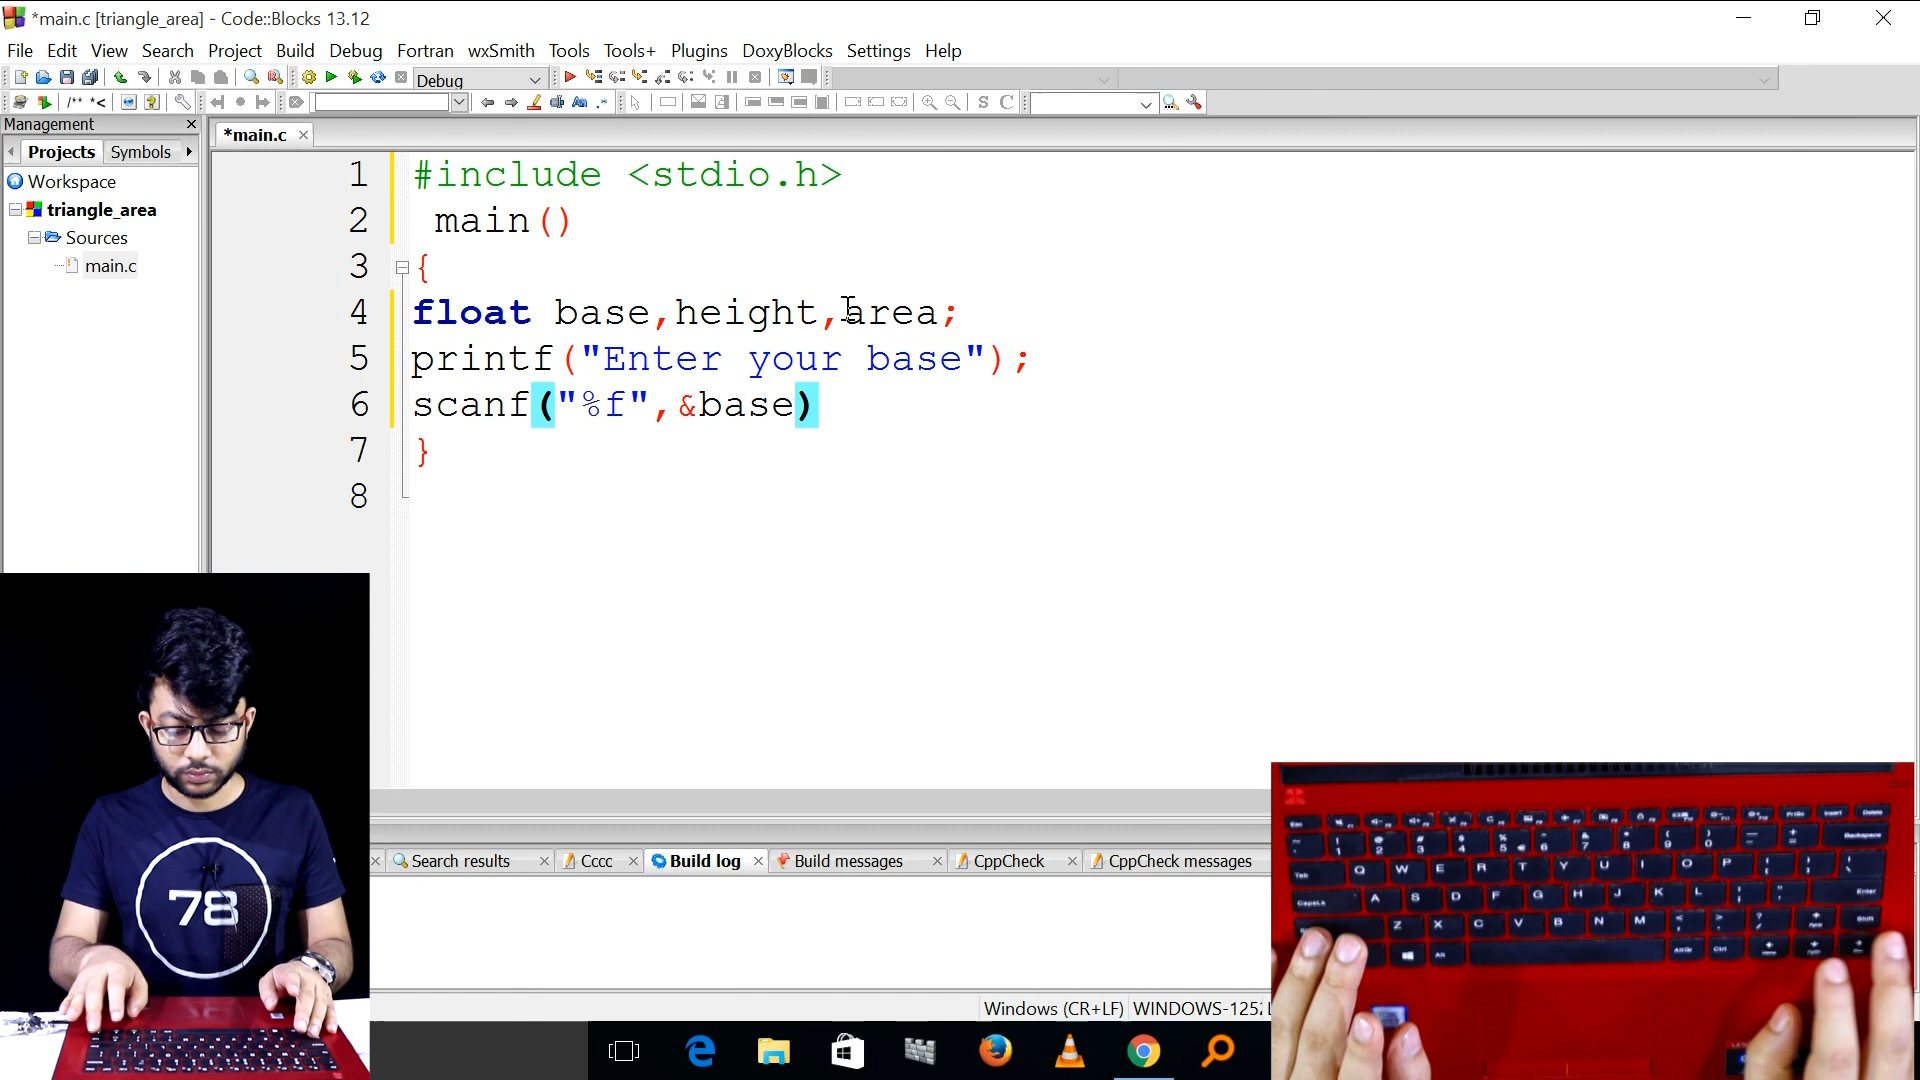 *main.c [triangle_area] - Code::Blocks 13.12
File Edit View Search Project Build Debug Fortran wxSmith Tools Tools+ Plugins DoxyBlocks Settings Help
Debug
/** *<
S C
Management
Projects Symbols
*main.c
Workspace
triangle_area
Sources
main.c
1 #include <stdio.h>
2 main()
3 {
4 float base,height,area;
5 printf("Enter your base");
6 scanf("%f",&base)
7 }
8
78
Search results Cccc Build log Build messages CppCheck CppCheck messages
Windows (CR+LF) WINDOWS-1252
Q W E R T Y U I O P
A S D F G H J K L
Z X C V B N M